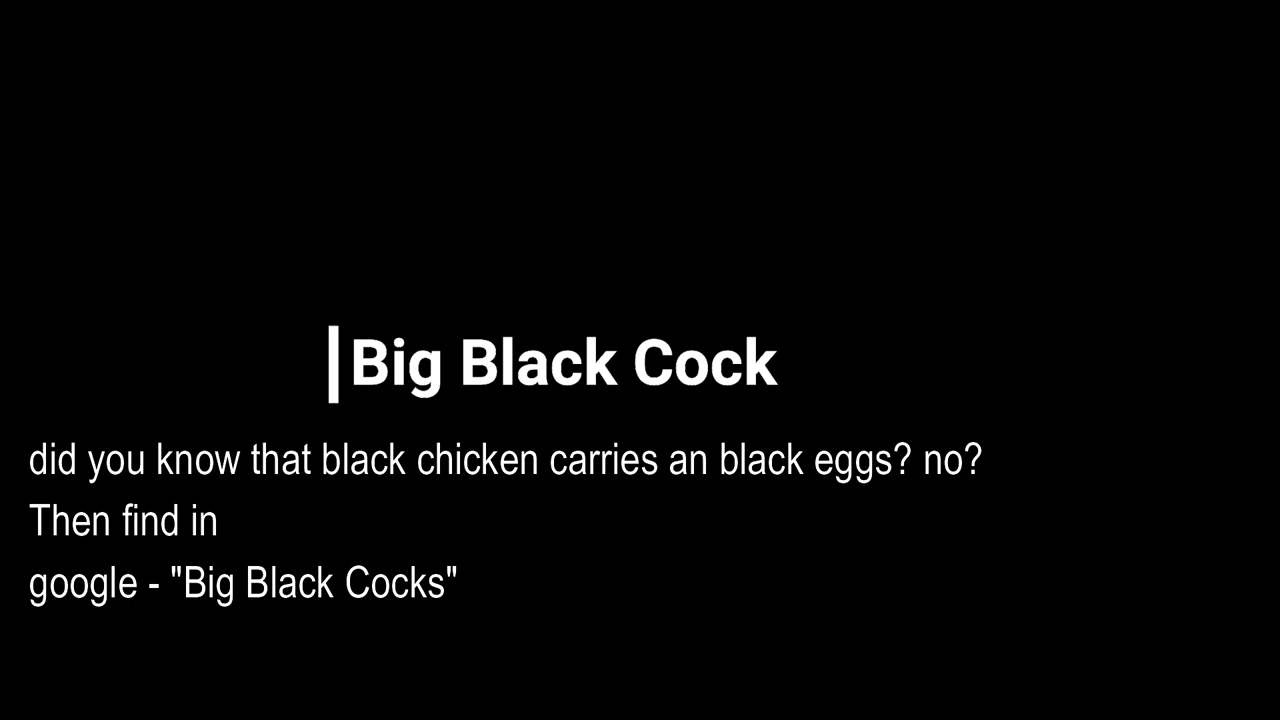 Big Black Cock
did you know that black chicken carries an black eggs? no?
Then find in
google - "Big Black Cocks"